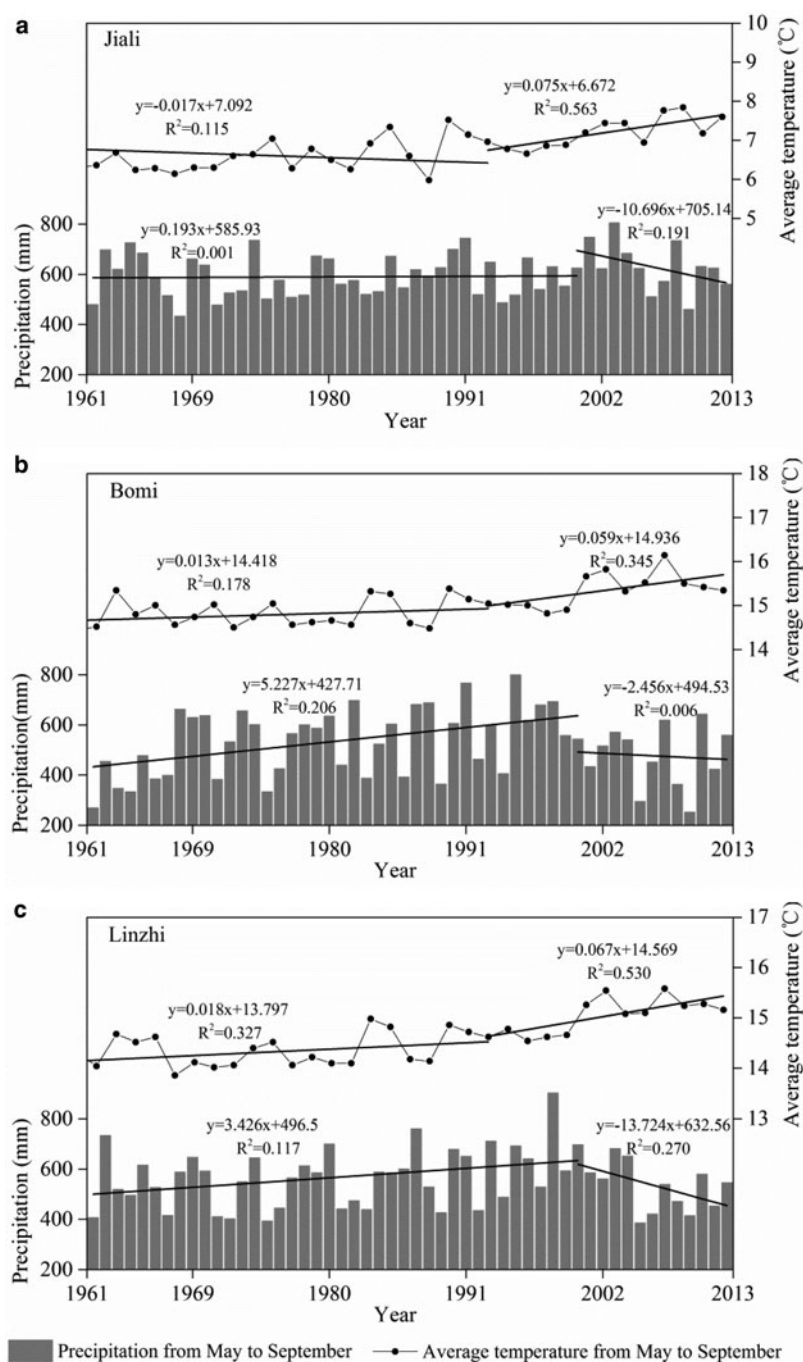 a
Jiali
10
9
8
7
6
5
Average temperature (℃)
y=-0.017x+7.092
R²=0.115
y=0.075x+6.672
R²=0.563
800
600
400
200
Precipitation (mm)
y=0.193x+585.93
R²=0.001
y=-10.696x+705.14
R²=0.191
1961 1969 1980 1991 2002 2013
Year
b
Bomi
18
17
16
15
14
Average temperature (℃)
y=0.013x+14.418
R²=0.178
y=0.059x+14.936
R²=0.345
800
600
400
200
Precipitation(mm)
y=5.227x+427.71
R²=0.206
y=-2.456x+494.53
R²=0.006
1961 1969 1980 1991 2002 2013
Year
c
Linzhi
17
16
15
14
13
Average temperature (℃)
y=0.018x+13.797
R²=0.327
y=0.067x+14.569
R²=0.530
800
600
400
200
Precipitation (mm)
y=3.426x+496.5
R²=0.117
y=-13.724x+632.56
R²=0.270
1961 1969 1980 1991 2002 2013
Year
Precipitation from May to September Average temperature from May to September